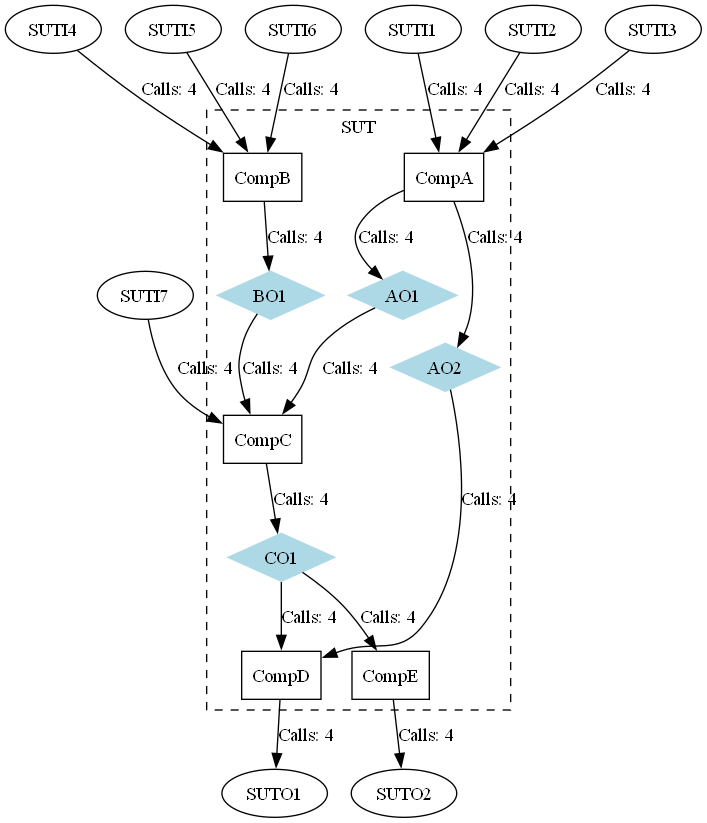 SUTI4
SUTI5
SUTI6
SUTI1
SUTI2
SUTI3
Calls: 4
Calls: 4
Calls: 4
Calls: 4
Calls: 4
Calls: 4
SUT
CompB
CompA
Calls: 4
Calls: 4
Calls: 4
SUTI7
BO1
AO1
AO2
Calls: 4
Calls: 4
Calls: 4
CompC
Calls: 4
Calls: 4
CO1
Calls: 4
Calls: 4
CompD
CompE
Calls: 4
Calls: 4
SUTO1
SUTO2